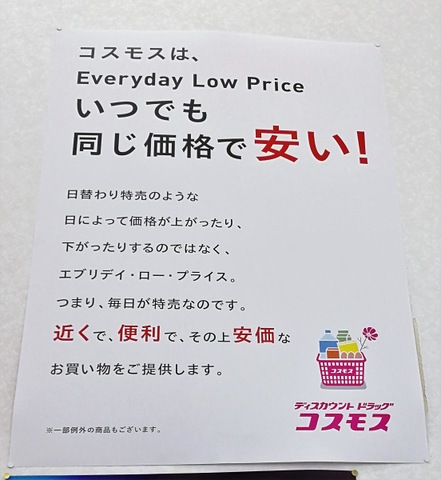 コスモスは、
Everyday Low Price
いつでも
同じ価格で安い!
日替わり特売のような
日によって価格が上がったり、
下がったりするのではなく、
エブリデイ・ロー・プライス。
つまり、毎日が特売なのです。
近くで、便利で、その上安価な
お買い物をご提供します。
コスモス
ディスカウント ドラッグ
コスモス
※一部例外の商品もございます。